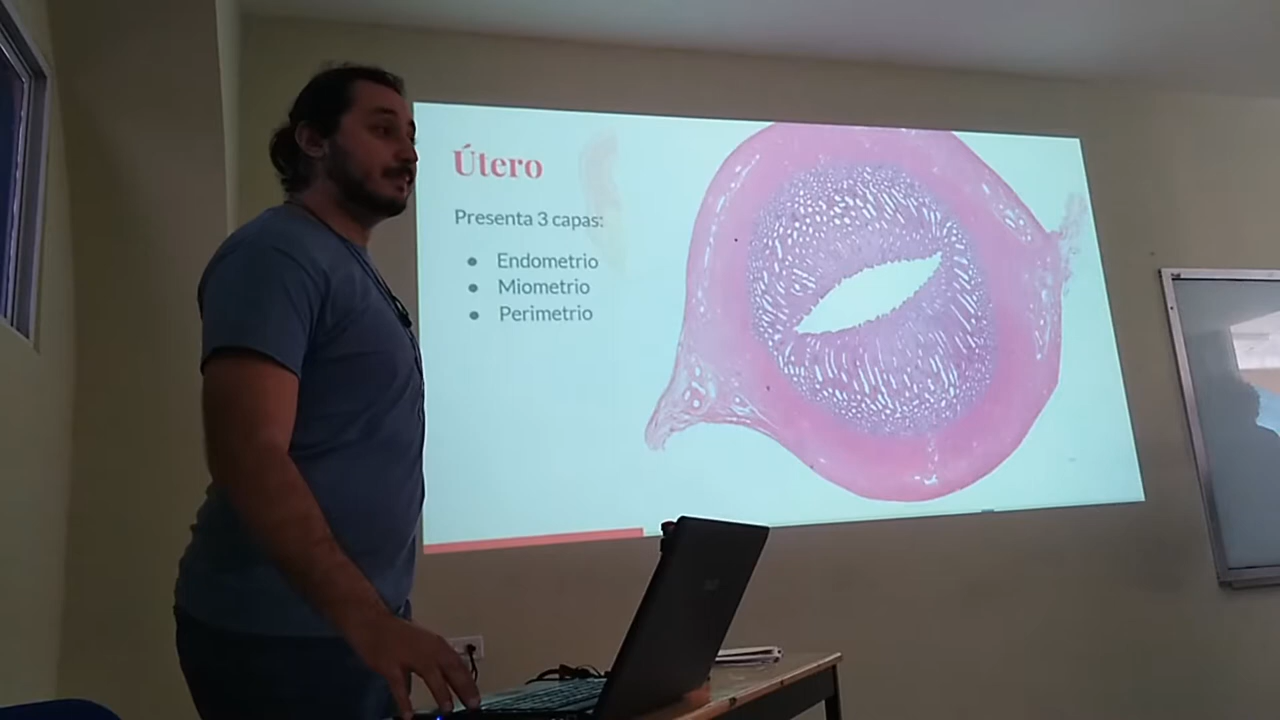 Útero
Presenta 3 capas:
● Endometrio
● Miometrio
● Perimetrio